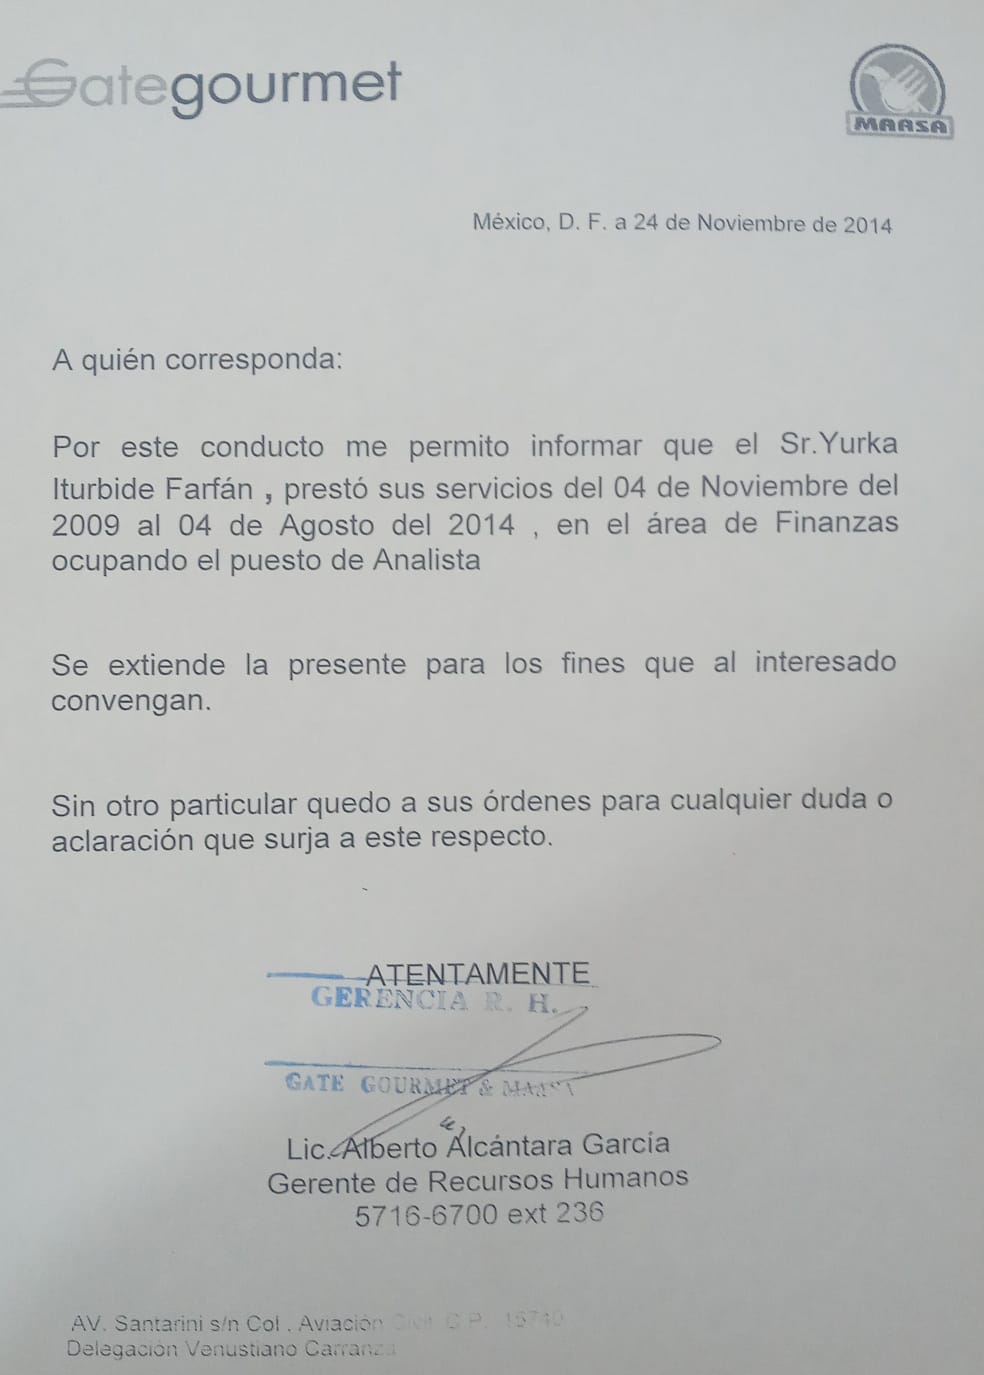 Gategourmet
MAASA
México, D. F. a 24 de Noviembre de 2014
A quién corresponda:
Por este conducto me permito informar que el Sr.Yurka
Iturbide Farfán , prestó sus servicios del 04 de Noviembre del
2009 al 04 de Agosto del 2014 , en el área de Finanzas
ocupando el puesto de Analista
Se extiende la presente para los fines que al interesado
convengan.
Sin otro particular quedo a sus órdenes para cualquier duda o
aclaración que surja a este respecto.
ATENTAMENTE
GERENCIA R. H.
GATE GOURMET & MAASA
Lic. Alberto Alcántara García
Gerente de Recursos Humanos
5716-6700 ext 236
AV. Santarini s/n Col . Aviación Civil C.P. 15740
Delegación Venustiano Carranza